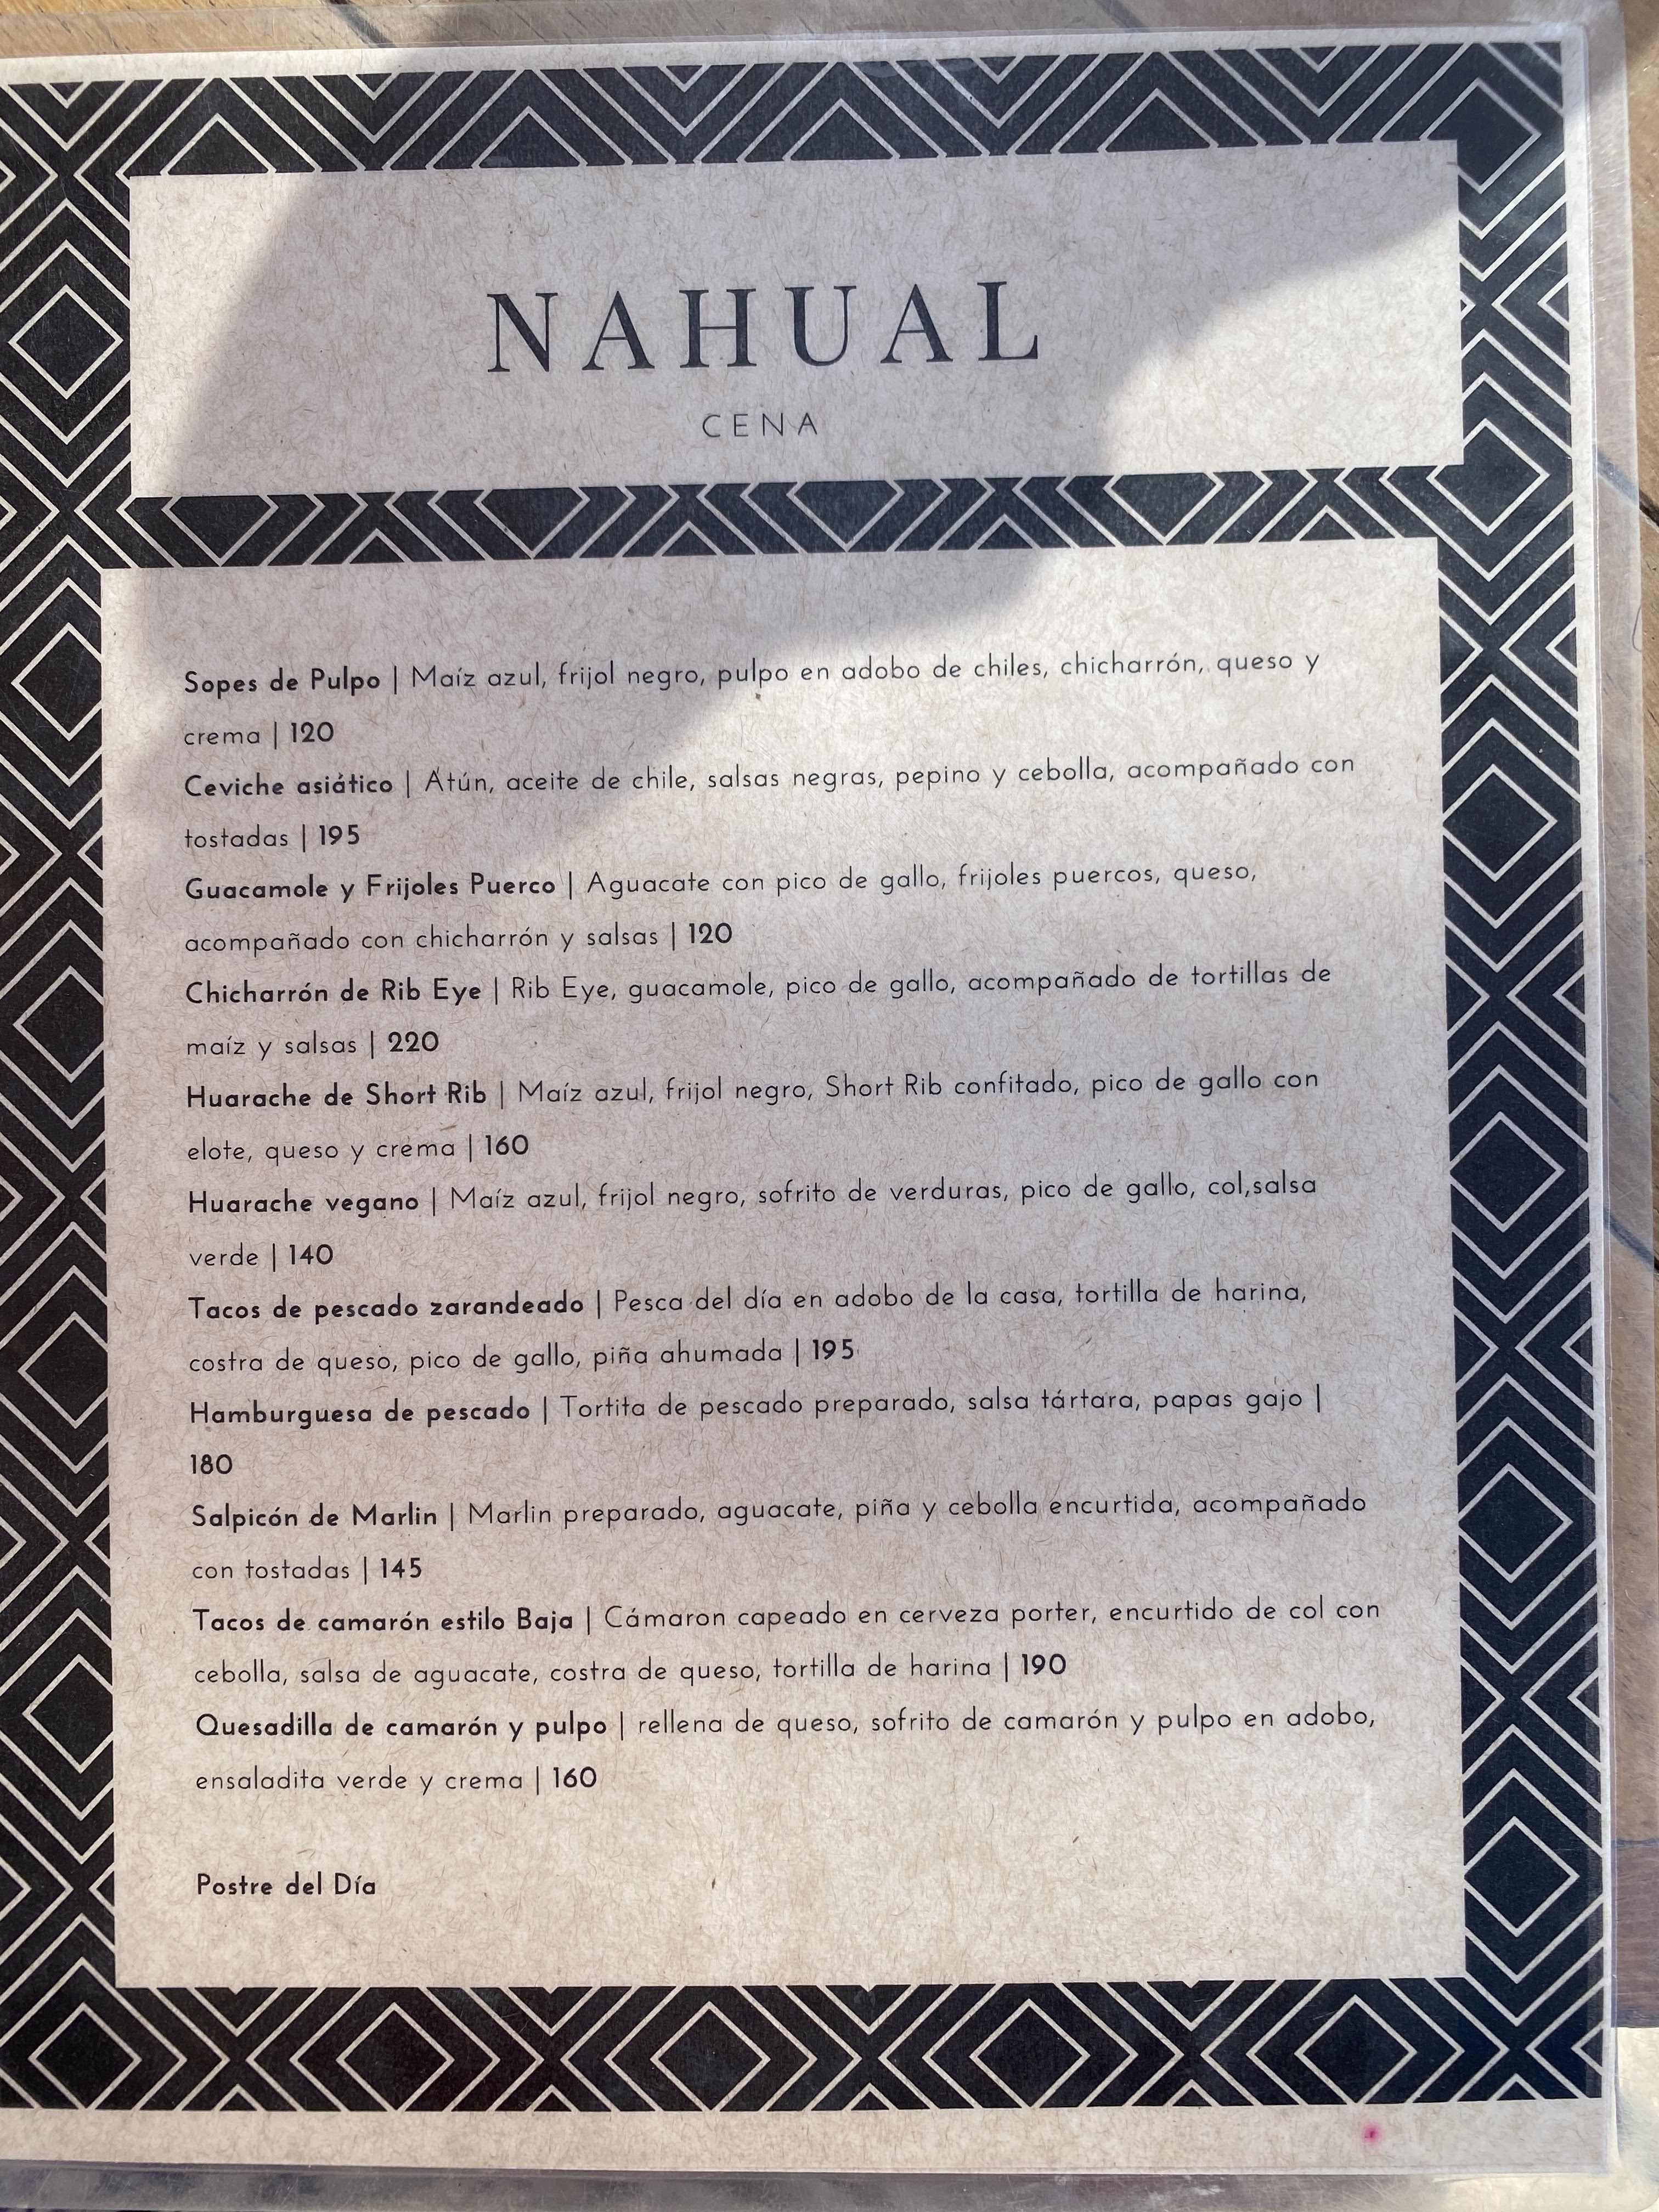 NAHUAL
CENA
Sopes de Pulpo | Maíz azul, frijol negro, pulpo en adobo de chiles, chicharrón, queso y
crema | 120
Ceviche asiático | Atún, aceite de chile, salsas negras, pepino y cebolla, acompañado con
tostadas | 195
Guacamole y Frijoles Puerco | Aguacate con pico de gallo, frijoles puercos, queso,
acompañado con chicharrón y salsas | 120
Chicharrón de Rib Eye | Rib Eye, guacamole, pico de gallo, acompañado de tortillas de
maíz y salsas | 220
Huarache de Short Rib | Maíz azul, frijol negro, Short Rib confitado, pico de gallo con
elote, queso y crema | 160
Huarache vegano | Maíz azul, frijol negro, sofrito de verduras, pico de gallo, col,salsa
verde | 140
Tacos de pescado zarandeado | Pesca del día en adobo de la casa, tortilla de harina,
costra de queso, pico de gallo, piña ahumada | 195
Hamburguesa de pescado | Tortita de pescado preparado, salsa tártara, papas gajo |
180
Salpicón de Marlin | Marlin preparado, aguacate, piña y cebolla encurtida, acompañado
con tostadas | 145
Tacos de camarón estilo Baja | Cámaron capeado en cerveza porter, encurtido de col con
cebolla, salsa de aguacate, costra de queso, tortilla de harina | 190
Quesadilla de camarón y pulpo | rellena de queso, sofrito de camarón y pulpo en adobo,
ensaladita verde y crema | 160
Postre del Día